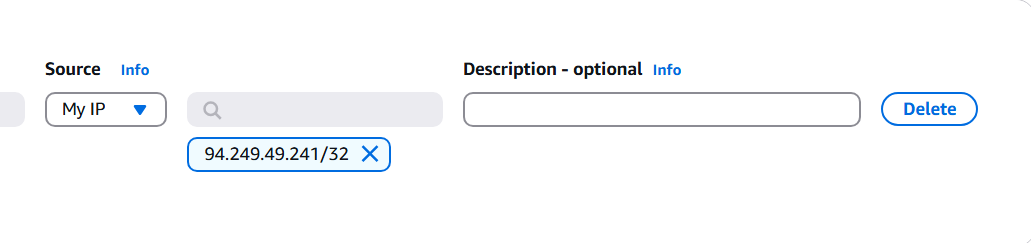 Source Info Description - optional Info
My IP Delete
94.249.49.241/32